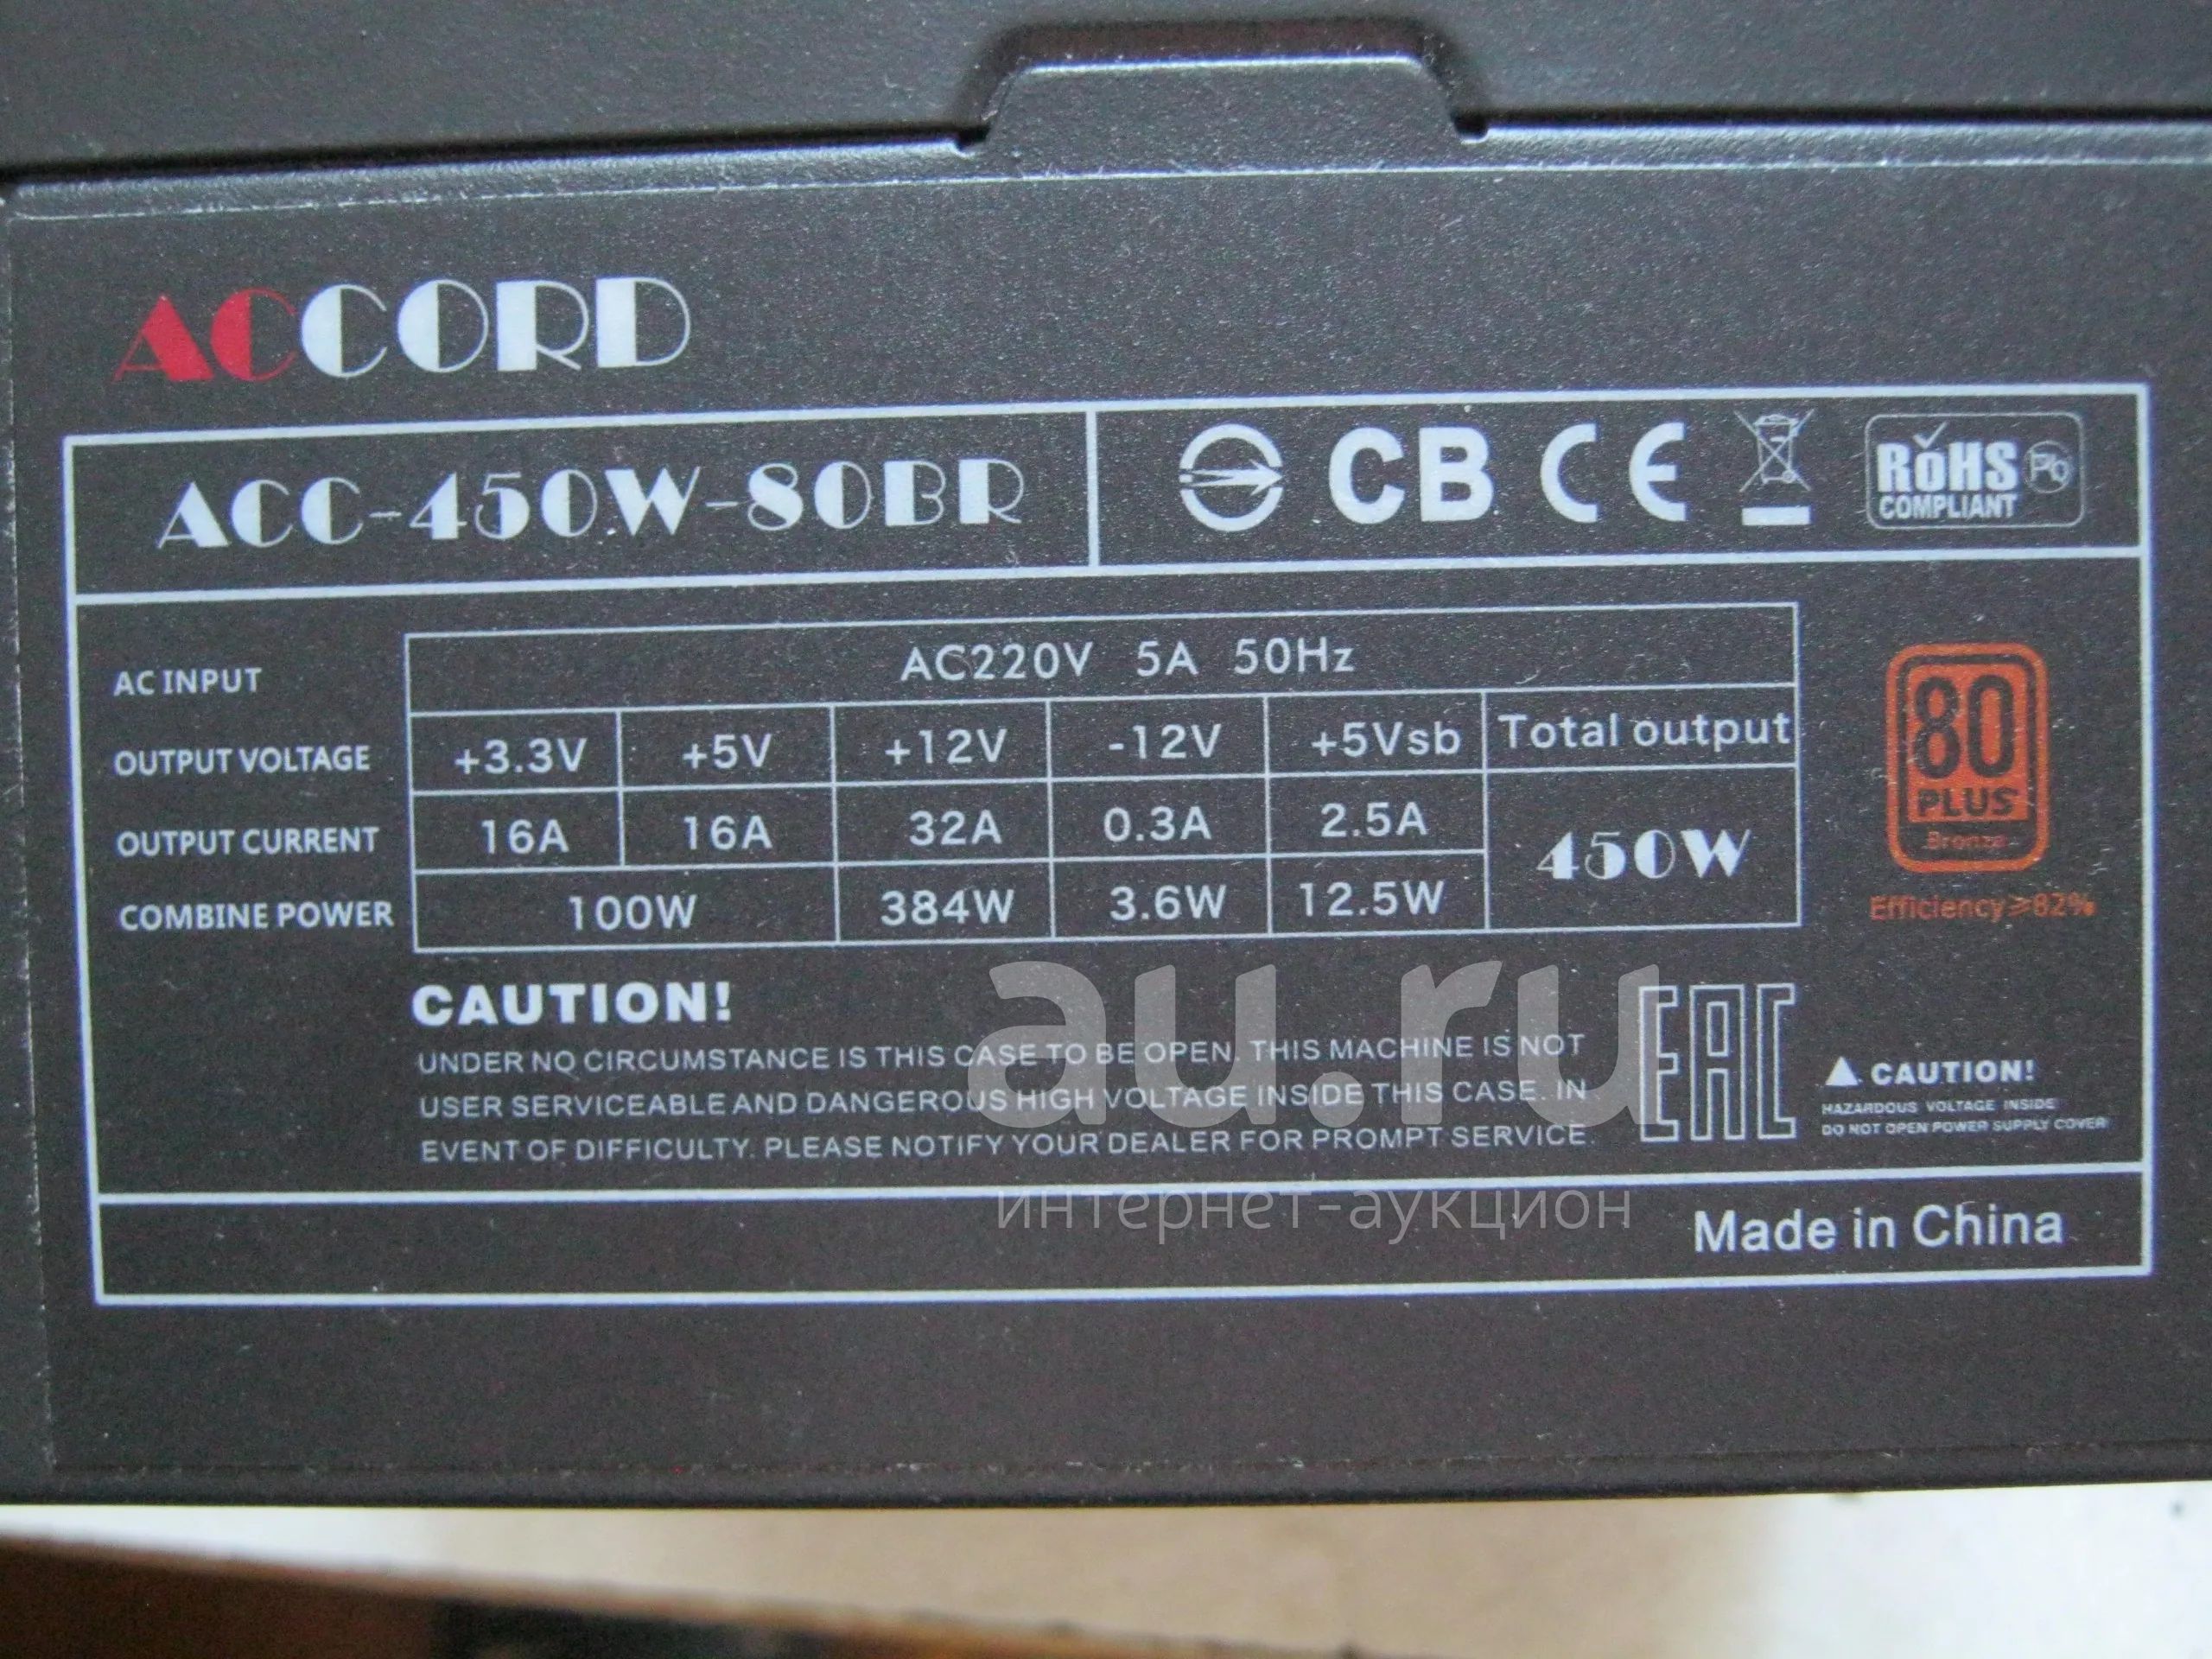 ACCORD
ACC-450W-80BR
CB CE RoHS COMPLIANT Pb
AC INPUT AC220V 5A 50Hz
OUTPUT VOLTAGE +3.3V +5V +12V -12V +5Vsb Total output
OUTPUT CURRENT 16A 16A 32A 0.3A 2.5A 450W
COMBINE POWER 100W 384W 3.6W 12.5W
80
PLUS
Bronze
Efficiency≥82%
CAUTION!
UNDER NO CIRCUMSTANCE IS THIS CASE TO BE OPEN. THIS MACHINE IS NOT
USER SERVICEABLE AND DANGEROUS HIGH VOLTAGE INSIDE THIS CASE. IN
EVENT OF DIFFICULTY. PLEASE NOTIFY YOUR DEALER FOR PROMPT SERVICE.
EAC
CAUTION!
HAZARDOUS VOLTAGE INSIDE
DO NOT OPEN POWER SUPPLY COVER
au.ru
интернет-аукцион
Made in China